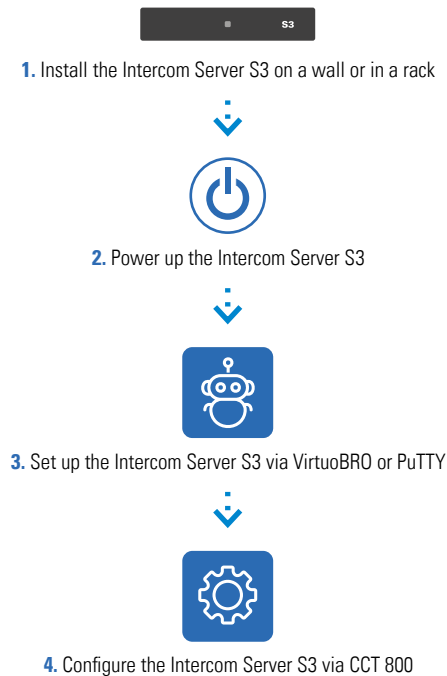 S3
1. Install the Intercom Server S3 on a wall or in a rack
2. Power up the Intercom Server S3
3. Set up the Intercom Server S3 via VirtuoBRO or PuTTY
4. Configure the Intercom Server S3 via CCT 800